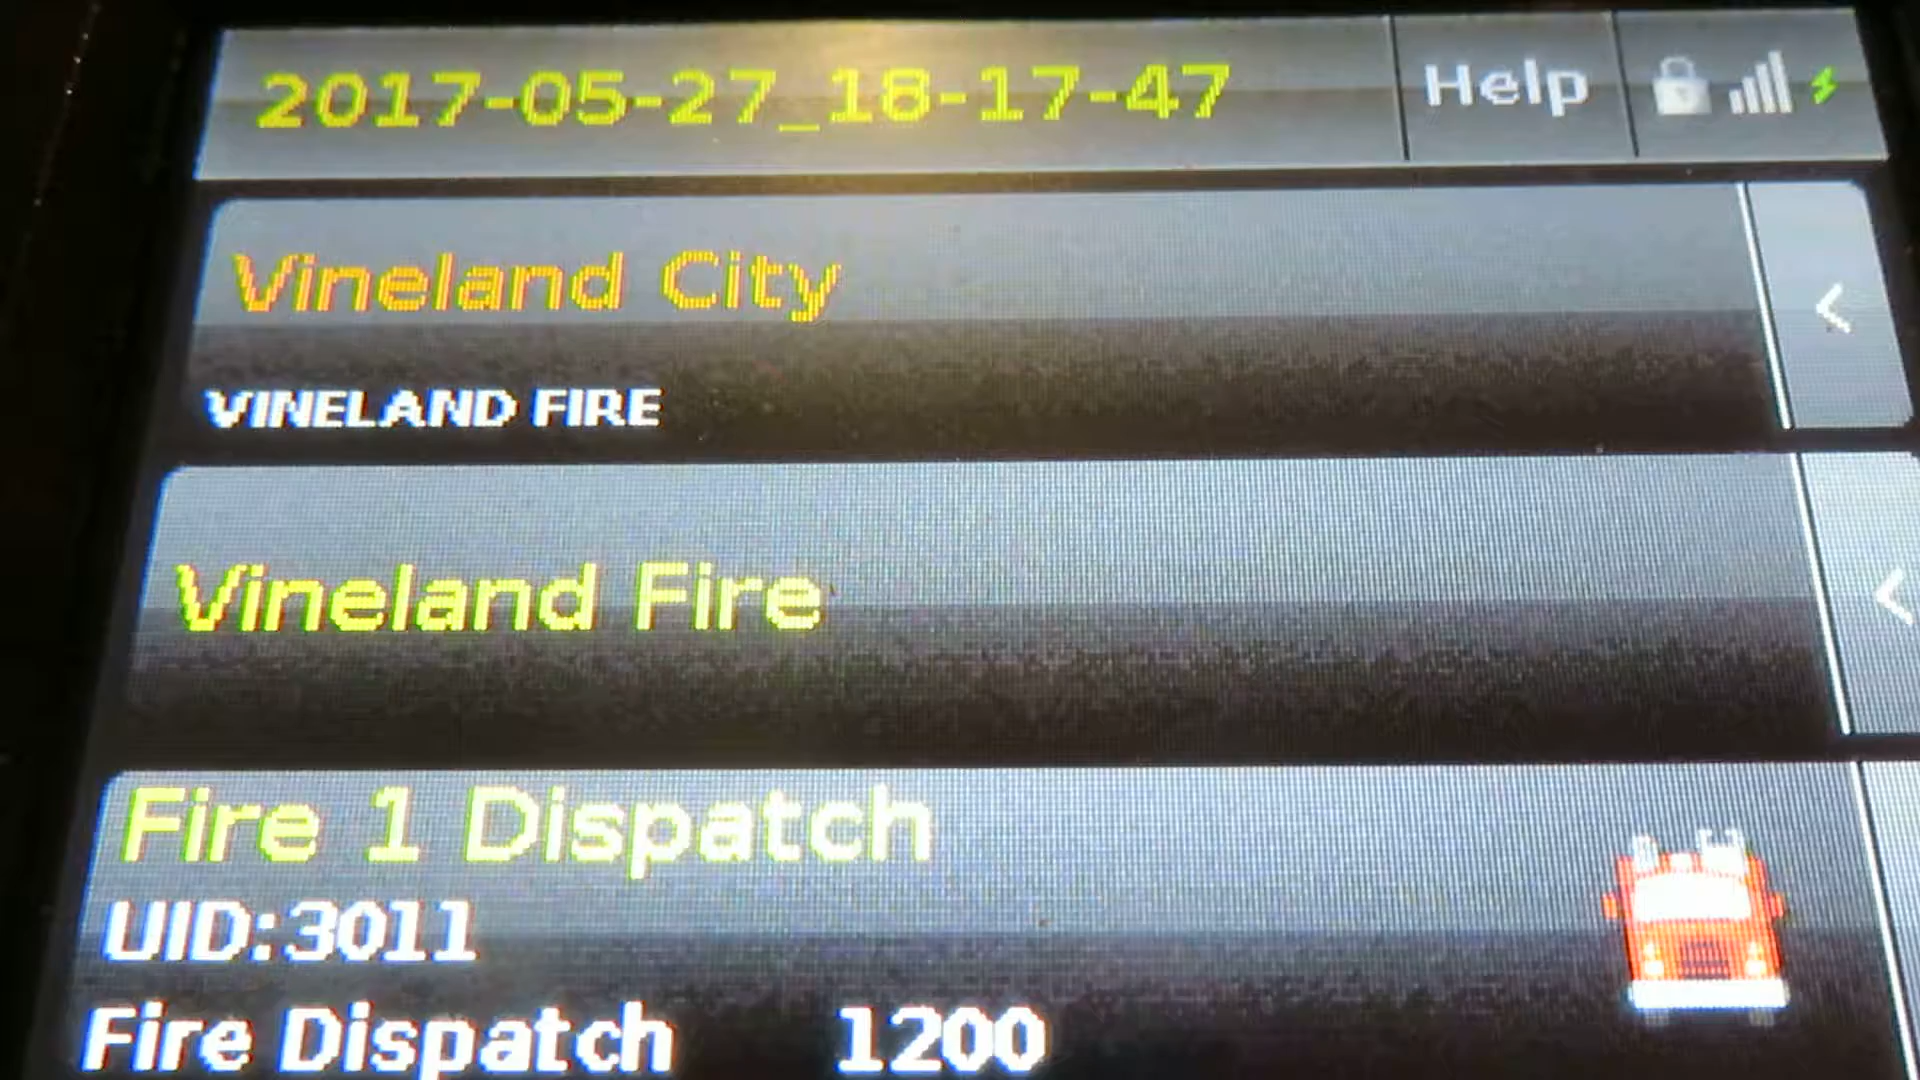 2017-05-27_18-17-47 Help
Vineland City
VINELAND FIRE
Vineland Fire
Fire 1 Dispatch
UID:3011
Fire Dispatch 1200